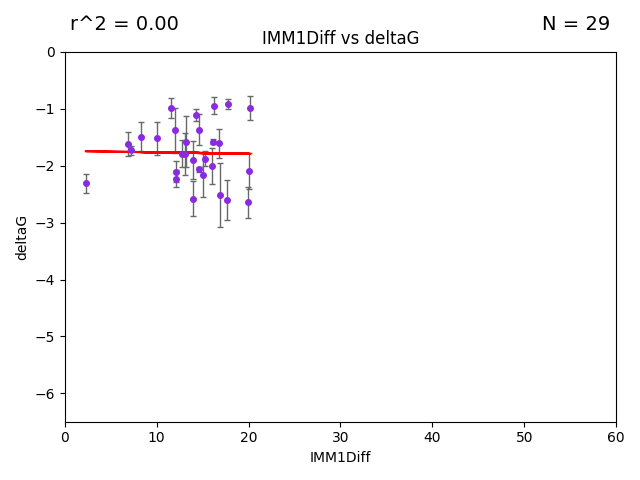 r^2 = 0.00
N = 29
IMM1Diff vs deltaG
0
−1
−2
−3
−4
−5
−6
deltaG
0 10 20 30 40 50 60
IMM1Diff